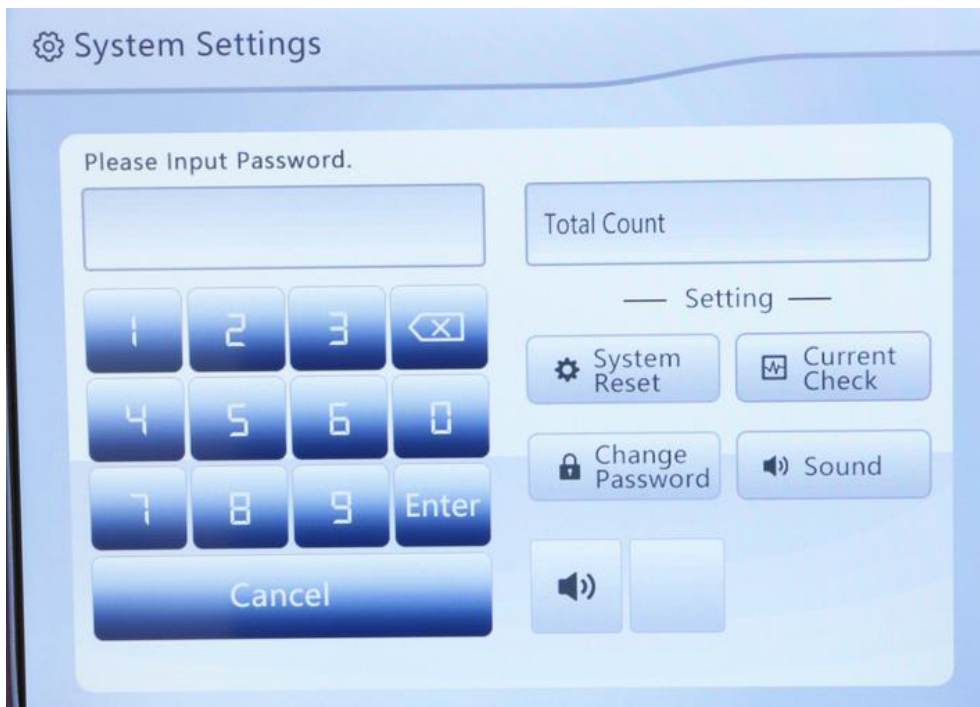 System Settings
Please Input Password.
Total Count
Setting
1 2 3
4 5 6 0
7 8 9 Enter
Cancel
System
Reset
Current
Check
Change
Password
Sound